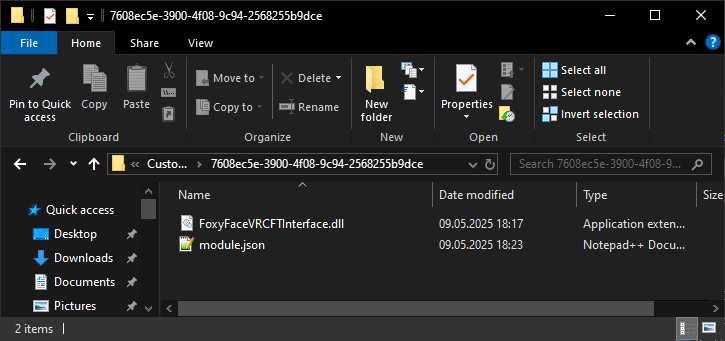 7608ec5e-3900-4f08-9c94-2568255b9dce
File Home Share View
Pin to Quick access
Copy
Paste
Clipboard
Move to
Copy to
Delete
Rename
Organize
New folder
New
Properties
Open
Select all
Select none
Invert selection
Select
« Custo... > 7608ec5e-3900-4f08-9c94-2568255b9dce
Search 7608ec5e-3900-4f08-9...
Name Date modified Type Size
Quick access
Desktop
Downloads
Documents
Pictures
FoxyFaceVRCFTInterface.dll 09.05.2025 18:17 Application exten...
module.json 09.05.2025 18:23 Notepad++ Docu...
2 items